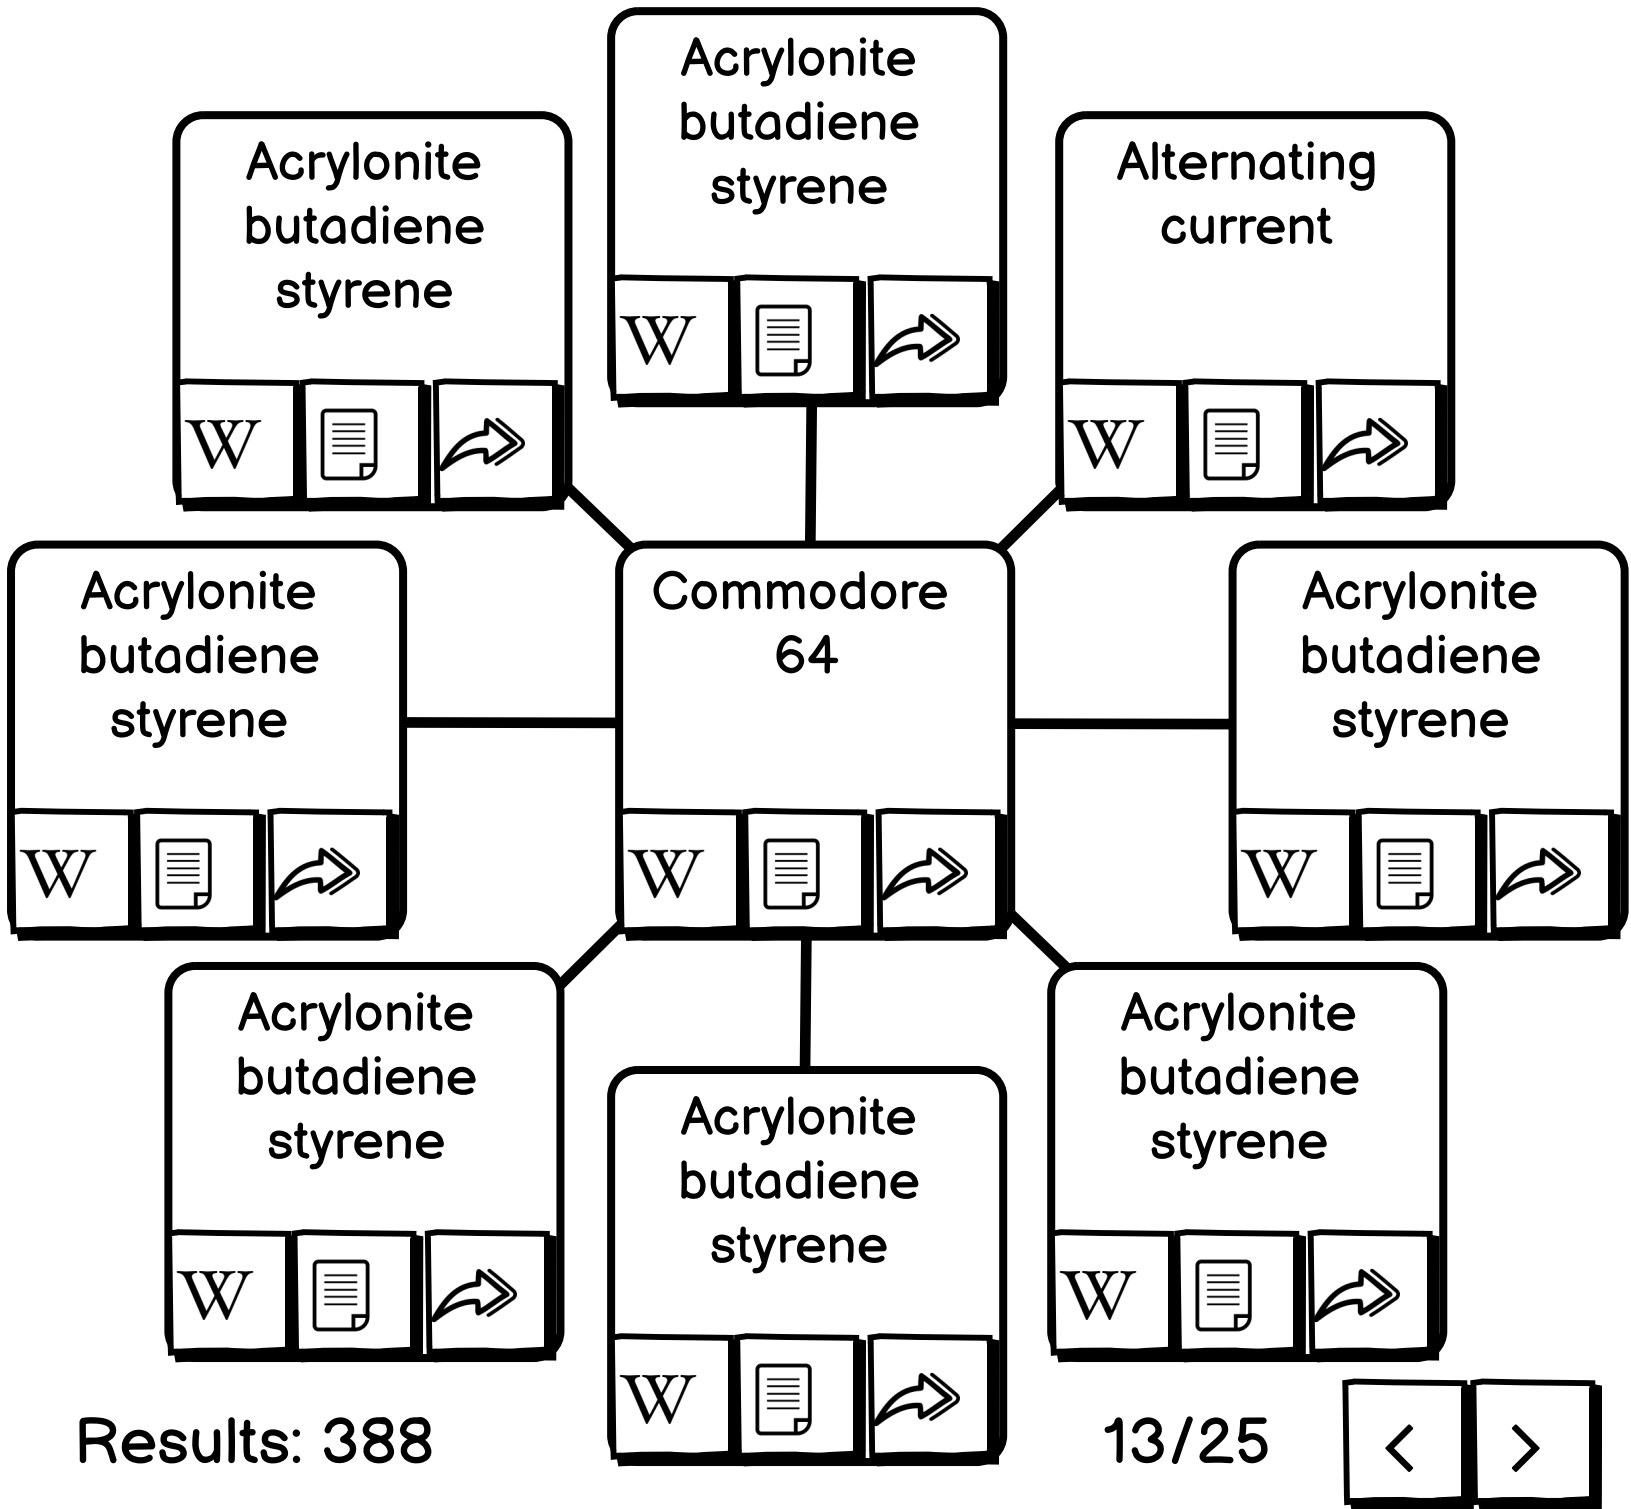 Acrylonite
butadiene
styrene
W
Acrylonite
butadiene
styrene
W
Alternating
current
W
Acrylonite
butadiene
styrene
W
Commodore
64
W
Acrylonite
butadiene
styrene
W
Acrylonite
butadiene
styrene
W
Acrylonite
butadiene
styrene
W
Acrylonite
butadiene
styrene
W
Results: 388
13/25
< >